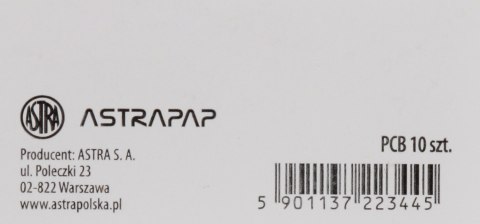 ASTRA ASTRAPAP
Producent: ASTRA S. A.
ul. Poleczki 23
02-822 Warszawa
www.astrapolska.pl
PCB 10 szt.
5 901137 223445